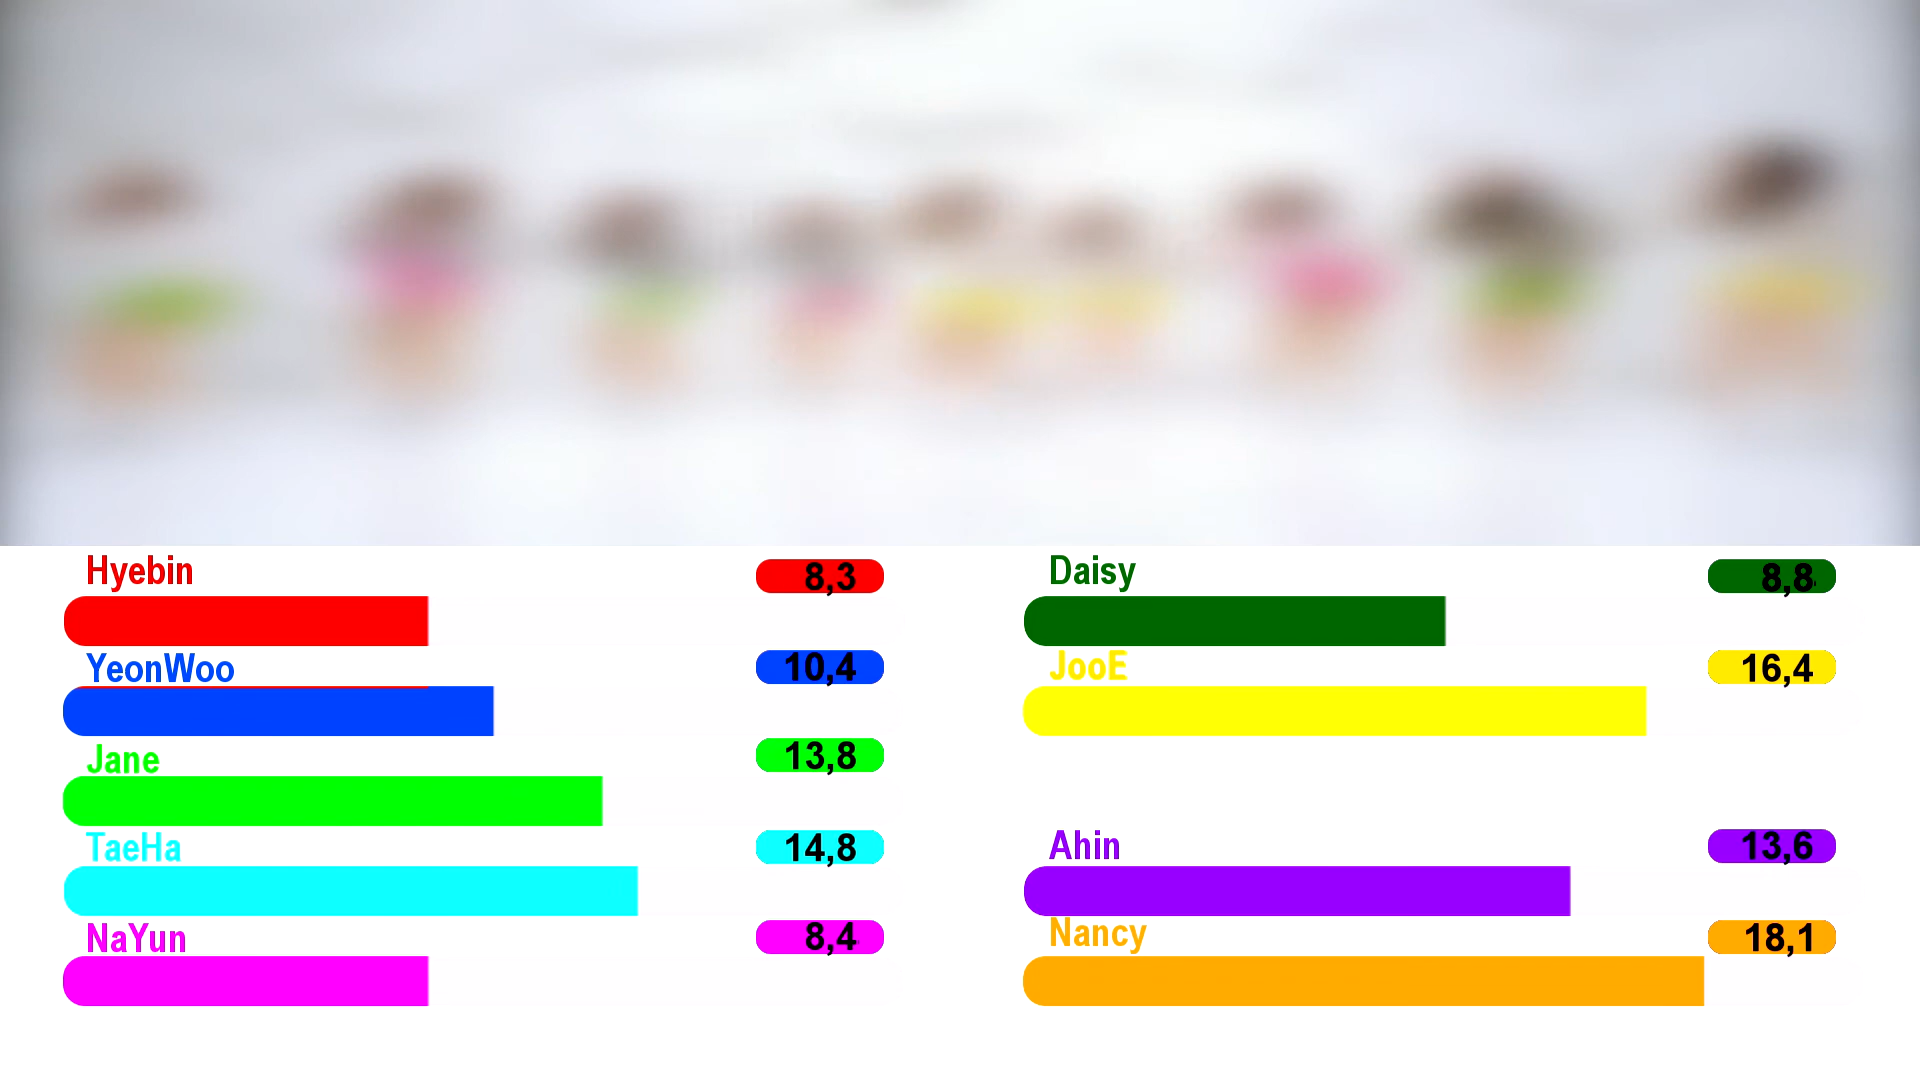 Hyebin 8,3
YeonWoo 10,4
Jane 13,8
TaeHa 14,8
NaYun 8,4
Daisy 8,8
JooE 16,4
Ahin 13,6
Nancy 18,1